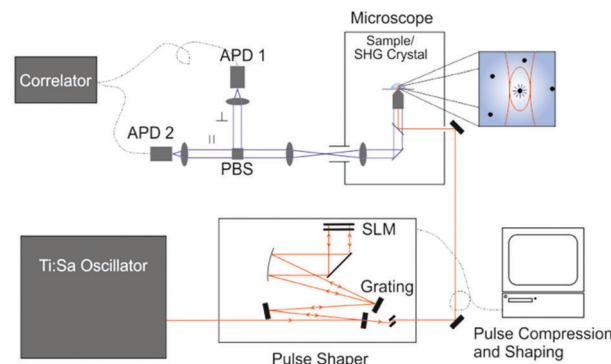 Microscope
Sample/
SHG Crystal
APD 1
Correlator
⊥
APD 2
||
PBS
SLM
Ti:Sa Oscillator
Grating
Pulse Compression
and Shaping
Pulse Shaper